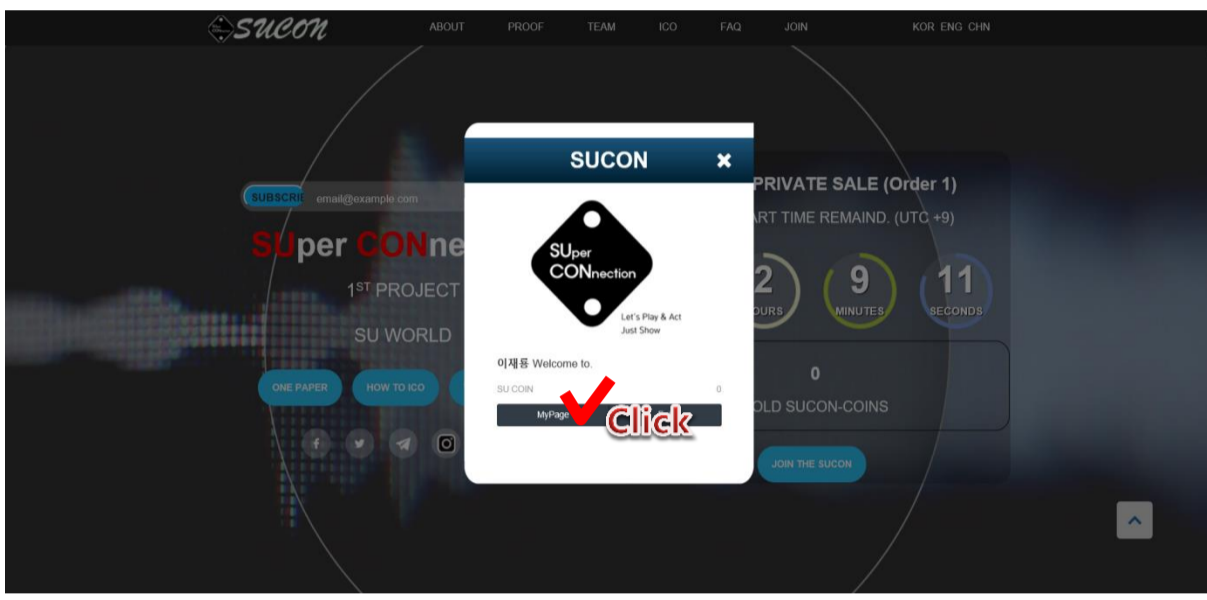 SUCON
ABOUT PROOF TEAM ICO FAQ JOIN KOR ENG CHN
SUCON
SUBSCRI
email@example.com
SUper CONne
1ST PROJECT
SU WORLD
ONE PAPER HOW TO ICO
SUper
CONnection
Let's Play & Act
Just Show
이재룡 Welcome to.
SU COIN 0
MyPage
Click
PRIVATE SALE (Order 1)
ART TIME REMAIND. (UTC +9)
2 9 11
OURS MINUTES SECONDS
0
OLD SUCON-COINS
JOIN THE SUCON